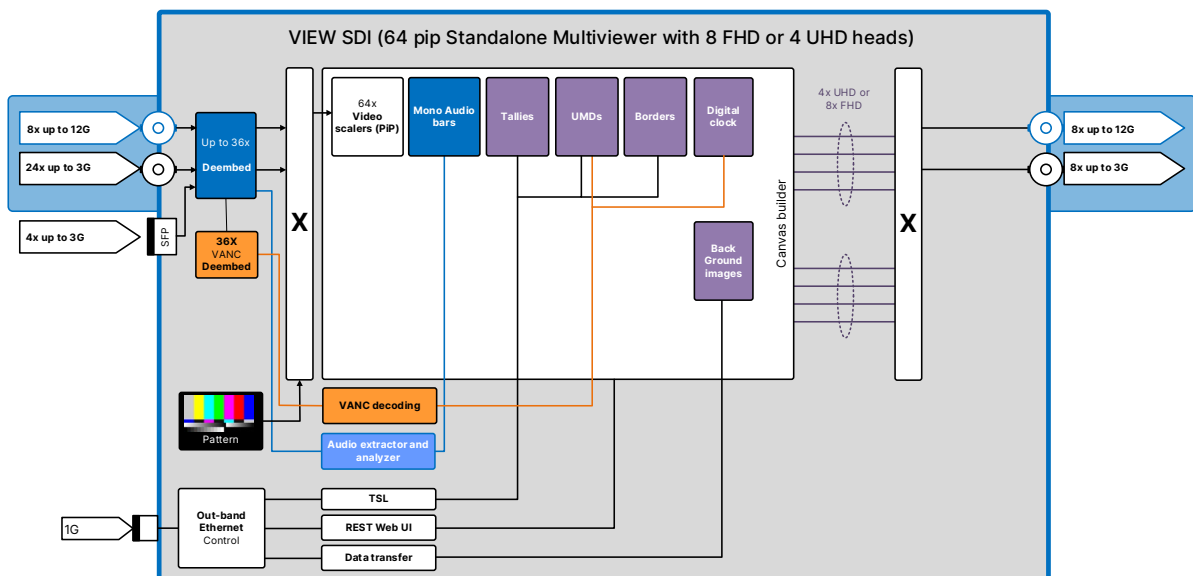 VIEW SDI (64 pip Standalone Multiviewer with 8 FHD or 4 UHD heads)
8x up to 12G
24x up to 3G
4x up to 3G
SFP
Up to 36x
Deembed
36X
VANC
Deembed
X
64x
Video
scalers (PiP)
Mono Audio
bars
Tallies
UMDs
Borders
Digital
clock
Back
Ground
images
Canvas builder
4x UHD or
8x FHD
X
8x up to 12G
8x up to 3G
Pattern
VANC decoding
Audio extractor and
analyzer
1G
Out-band
Ethernet
Control
TSL
REST Web UI
Data transfer